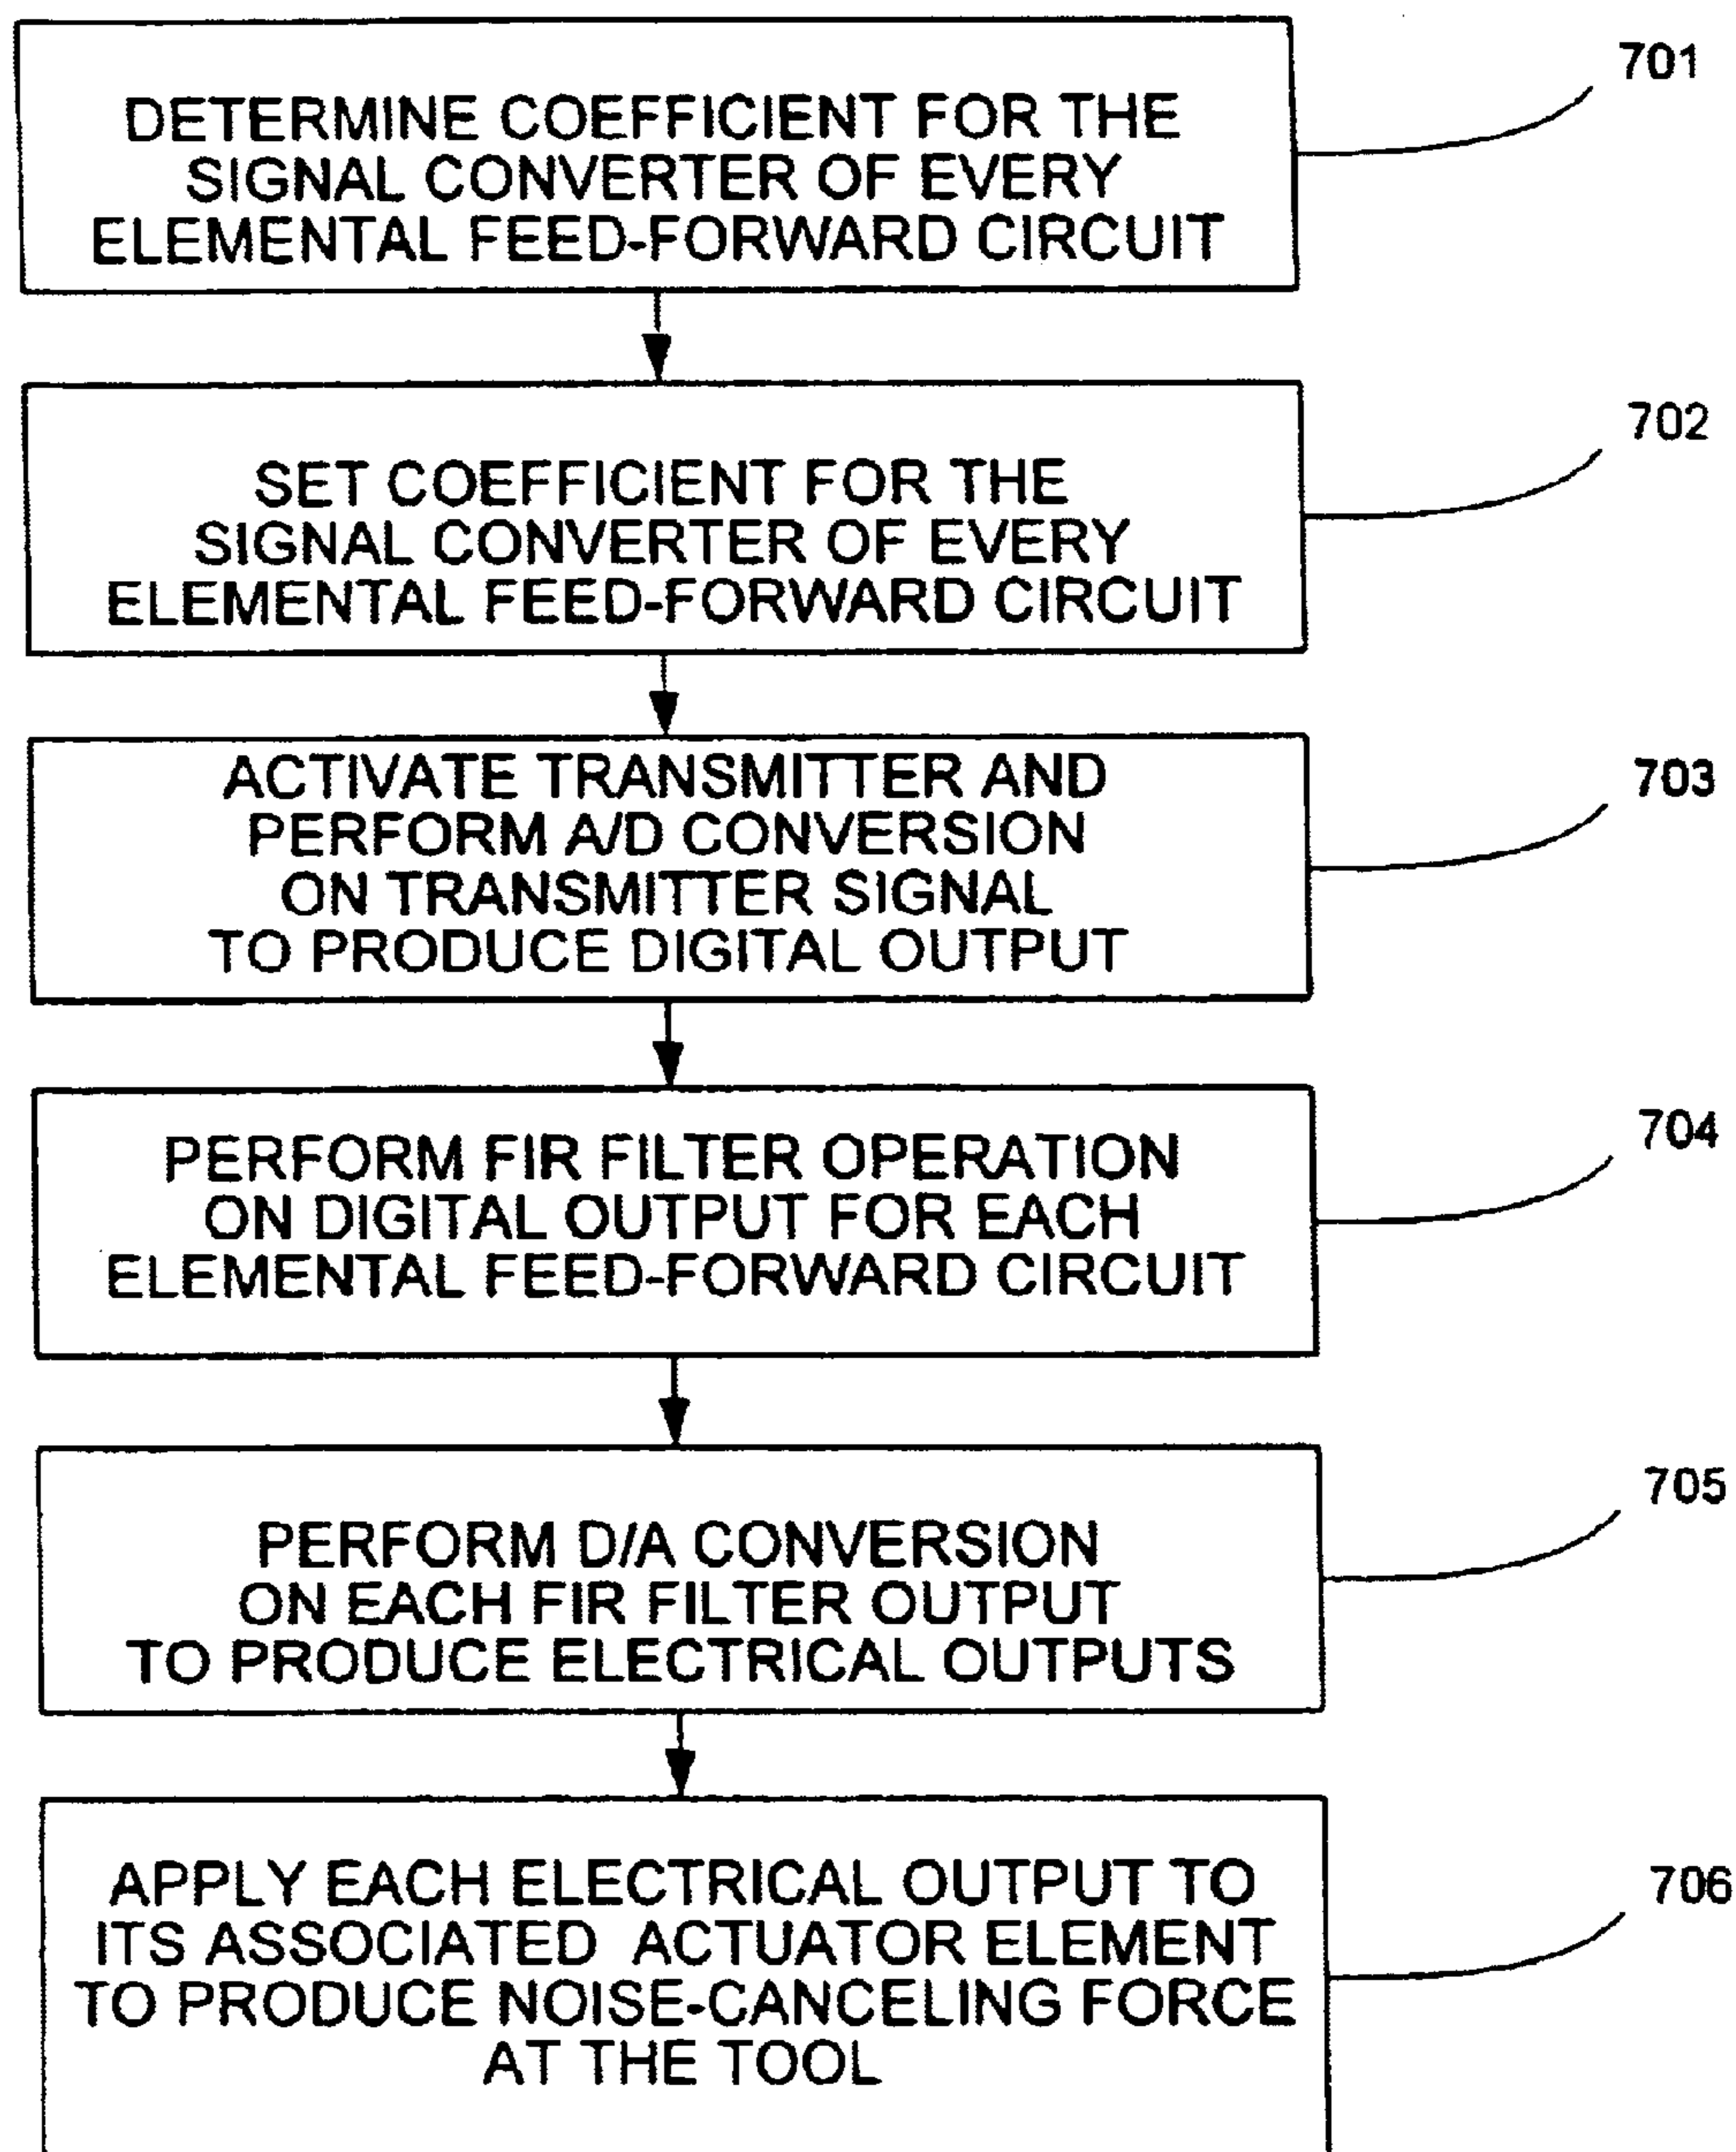 701
DETERMINE COEFFICIENT FOR THE
SIGNAL CONVERTER OF EVERY
ELEMENTAL FEED-FORWARD CIRCUIT
702
SET COEFFICIENT FOR THE
SIGNAL CONVERTER OF EVERY
ELEMENTAL FEED-FORWARD CIRCUIT
703
ACTIVATE TRANSMITTER AND
PERFORM A/D CONVERSION
ON TRANSMITTER SIGNAL
TO PRODUCE DIGITAL OUTPUT
704
PERFORM FIR FILTER OPERATION
ON DIGITAL OUTPUT FOR EACH
ELEMENTAL FEED-FORWARD CIRCUIT
705
PERFORM D/A CONVERSION
ON EACH FIR FILTER OUTPUT
TO PRODUCE ELECTRICAL OUTPUTS
706
APPLY EACH ELECTRICAL OUTPUT TO
ITS ASSOCIATED ACTUATOR ELEMENT
TO PRODUCE NOISE-CANCELING FORCE
AT THE TOOL